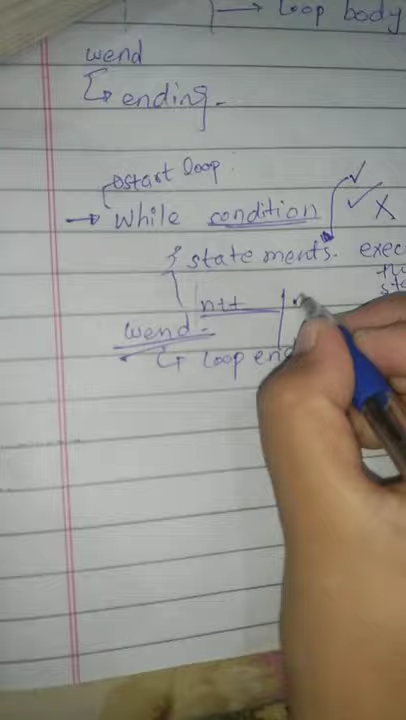 → loop body
wend
ending.
start loop.
→ while condition ✓
✓ X
{ statements. exec
n++
wend.
loop end